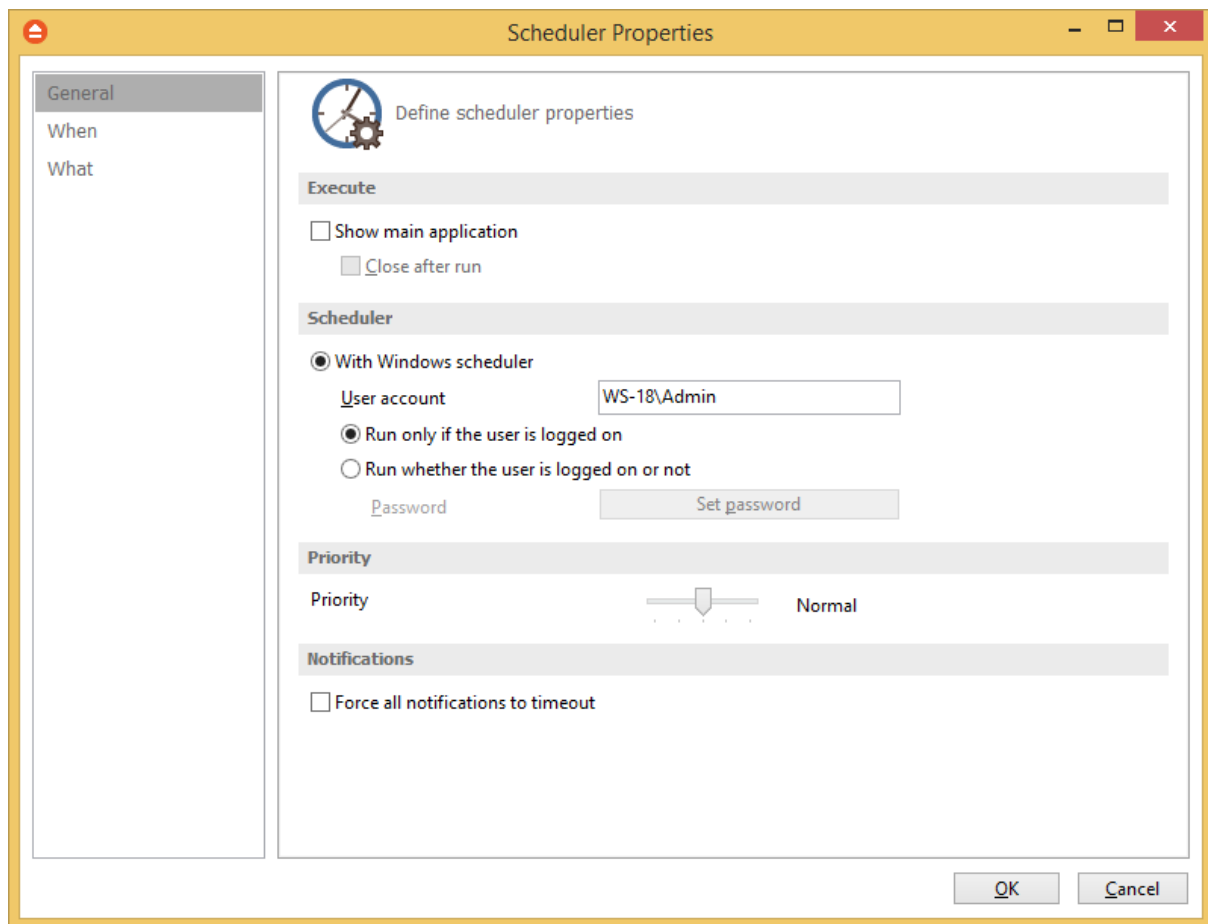 Scheduler Properties
General
When
What
Define scheduler properties
Execute
Show main application
Close after run
Scheduler
With Windows scheduler
User account WS-18\Admin
Run only if the user is logged on
Run whether the user is logged on or not
Password Set password
Priority
Priority Normal
Notifications
Force all notifications to timeout
OK Cancel